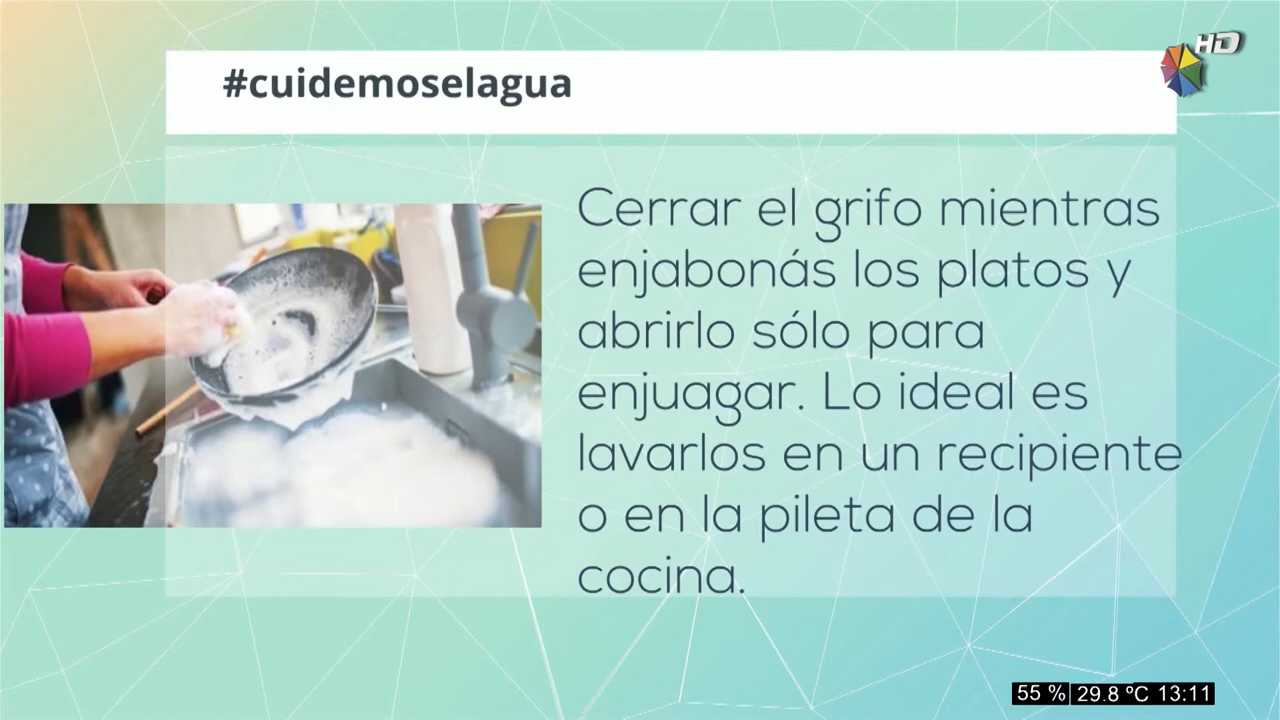 #cuidemoselagua
HD
Cerrar el grifo mientras
enjabonás los platos y
abrirlo sólo para
enjuagar. Lo ideal es
lavarlos en un recipiente
o en la pileta de la
cocina.
55 % 29.8 ºC 13:11